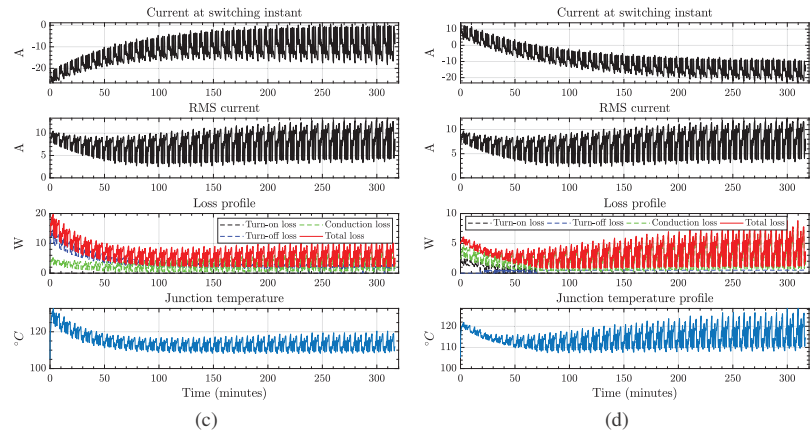 Current at switching instant
0
-10
-20
A
0 50 100 150 200 250 300
RMS current
10
5
0
A
0 50 100 150 200 250 300
Loss profile
20
10
0
W
Turn-on loss Conduction loss
Turn-off loss Total loss
0 50 100 150 200 250 300
Junction temperature
120
100
°C
0 50 100 150 200 250 300
Time (minutes)
(c)
Current at switching instant
10
0
-10
-20
A
0 50 100 150 200 250 300
RMS current
10
5
0
A
0 50 100 150 200 250 300
Loss profile
10
5
0
W
Turn-on loss Turn-off loss Conduction loss Total loss
0 50 100 150 200 250 300
Junction temperature profile
120
110
100
°C
0 50 100 150 200 250 300
Time (minutes)
(d)